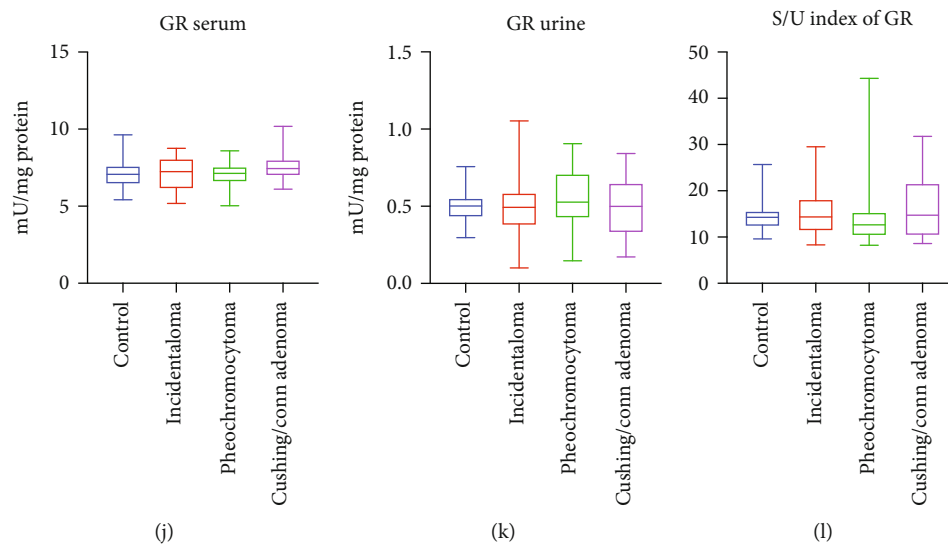 GR serum
mU/mg protein
15
10
5
0
Control
Incidentaloma
Pheochromocytoma
Cushing/conn adenoma
(j)
GR urine
mU/mg protein
1.5
1.0
0.5
0.0
Control
Incidentaloma
Pheochromocytoma
Cushing/conn adenoma
(k)
S/U index of GR
50
40
30
20
10
0
Control
Incidentaloma
Pheochromocytoma
Cushing/conn adenoma
(l)